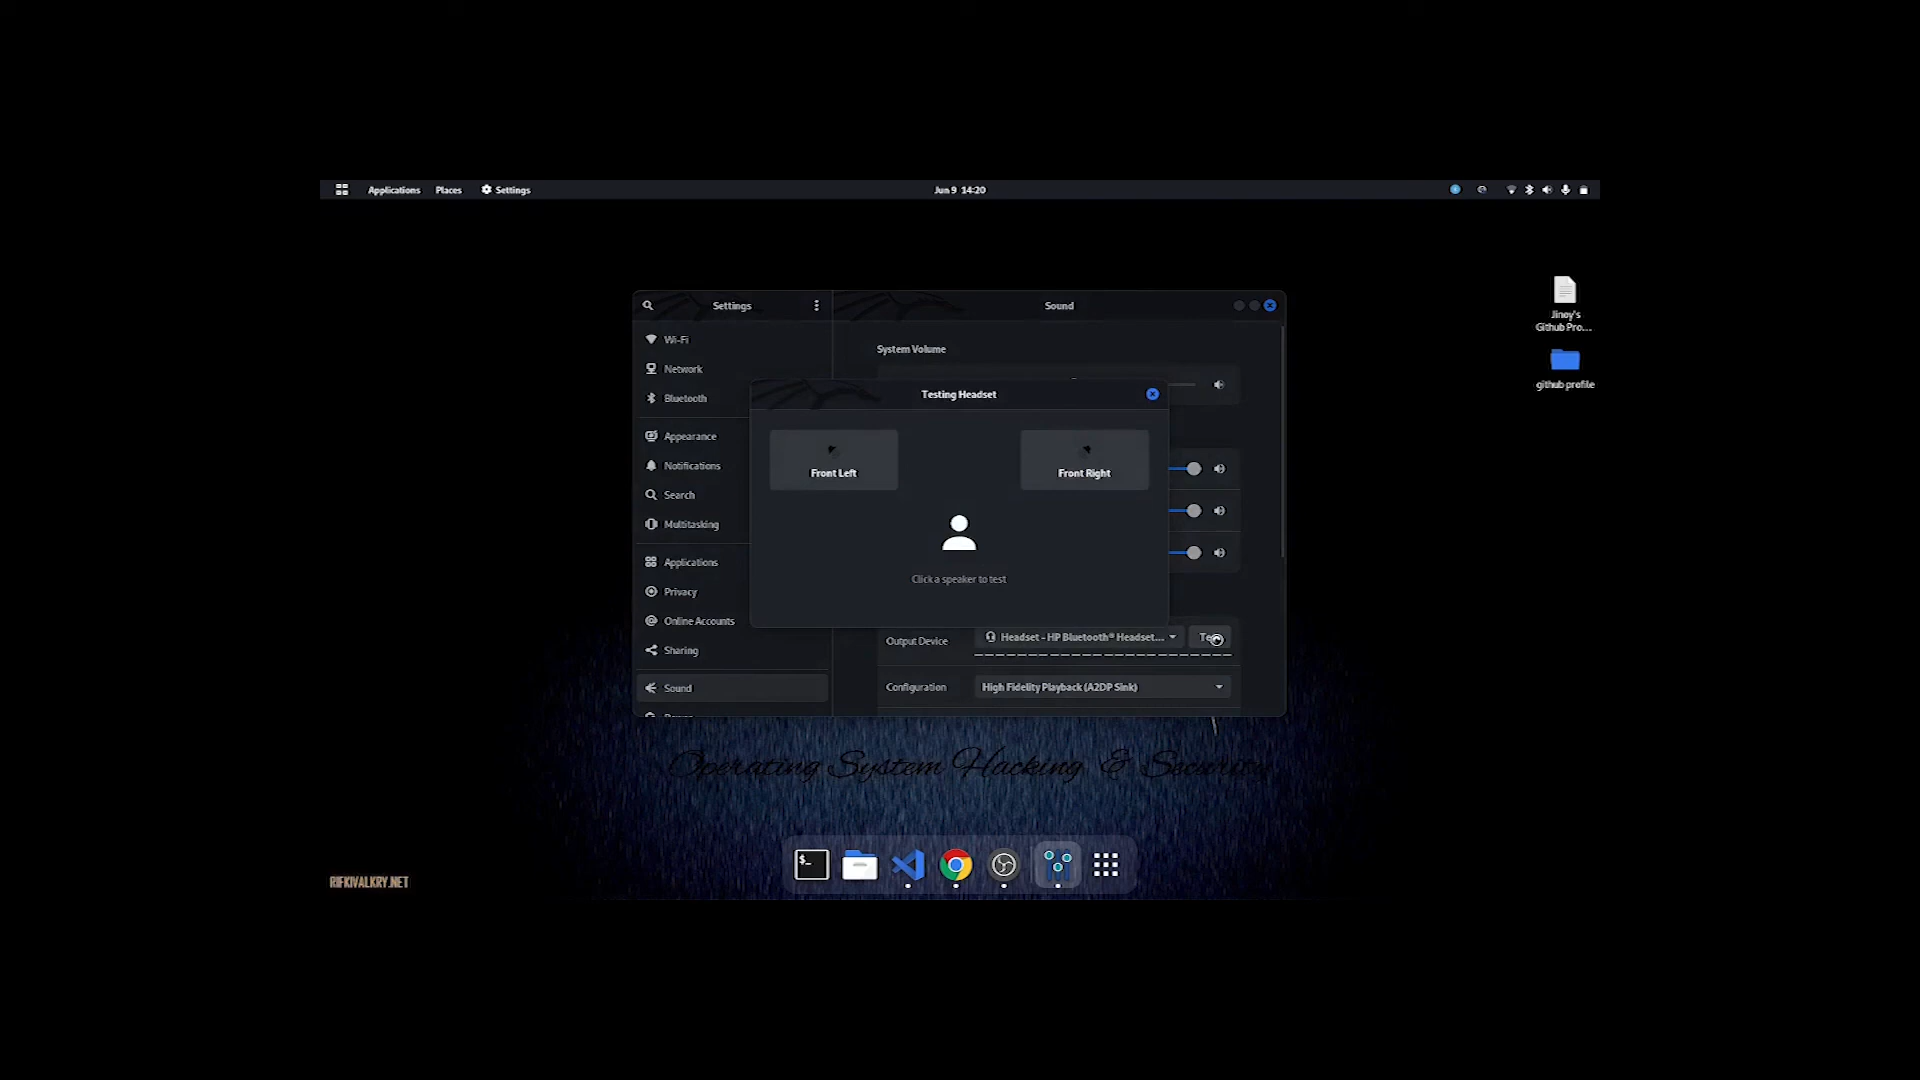 Applications Places Settings
Jun 9 14:20
Jinoy's
Github Pro...
github profile
Settings
Sound
Wi-Fi
Network
Bluetooth
Appearance
Notifications
Search
Multitasking
Applications
Privacy
Online Accounts
Sharing
Sound
System Volume
Testing Headset
Front Left
Front Right
Click a speaker to test
Output Device
Headset - HP Bluetooth® Headset...
Configuration
High Fidelity Playback (A2DP Sink)
Operating System Hacking & Security
$_
RIFKIVALKRY.NET